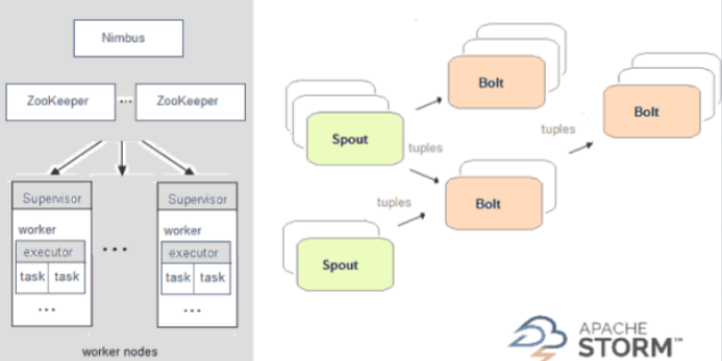 Nimbus
ZooKeeper ... ZooKeeper
Supervisor
worker
executor
task task
...
...
Supervisor
worker
executor
task task
...
worker nodes
Spout
tuples
Bolt
tuples
Bolt
Spout
tuples
Bolt
APACHE
STORM™